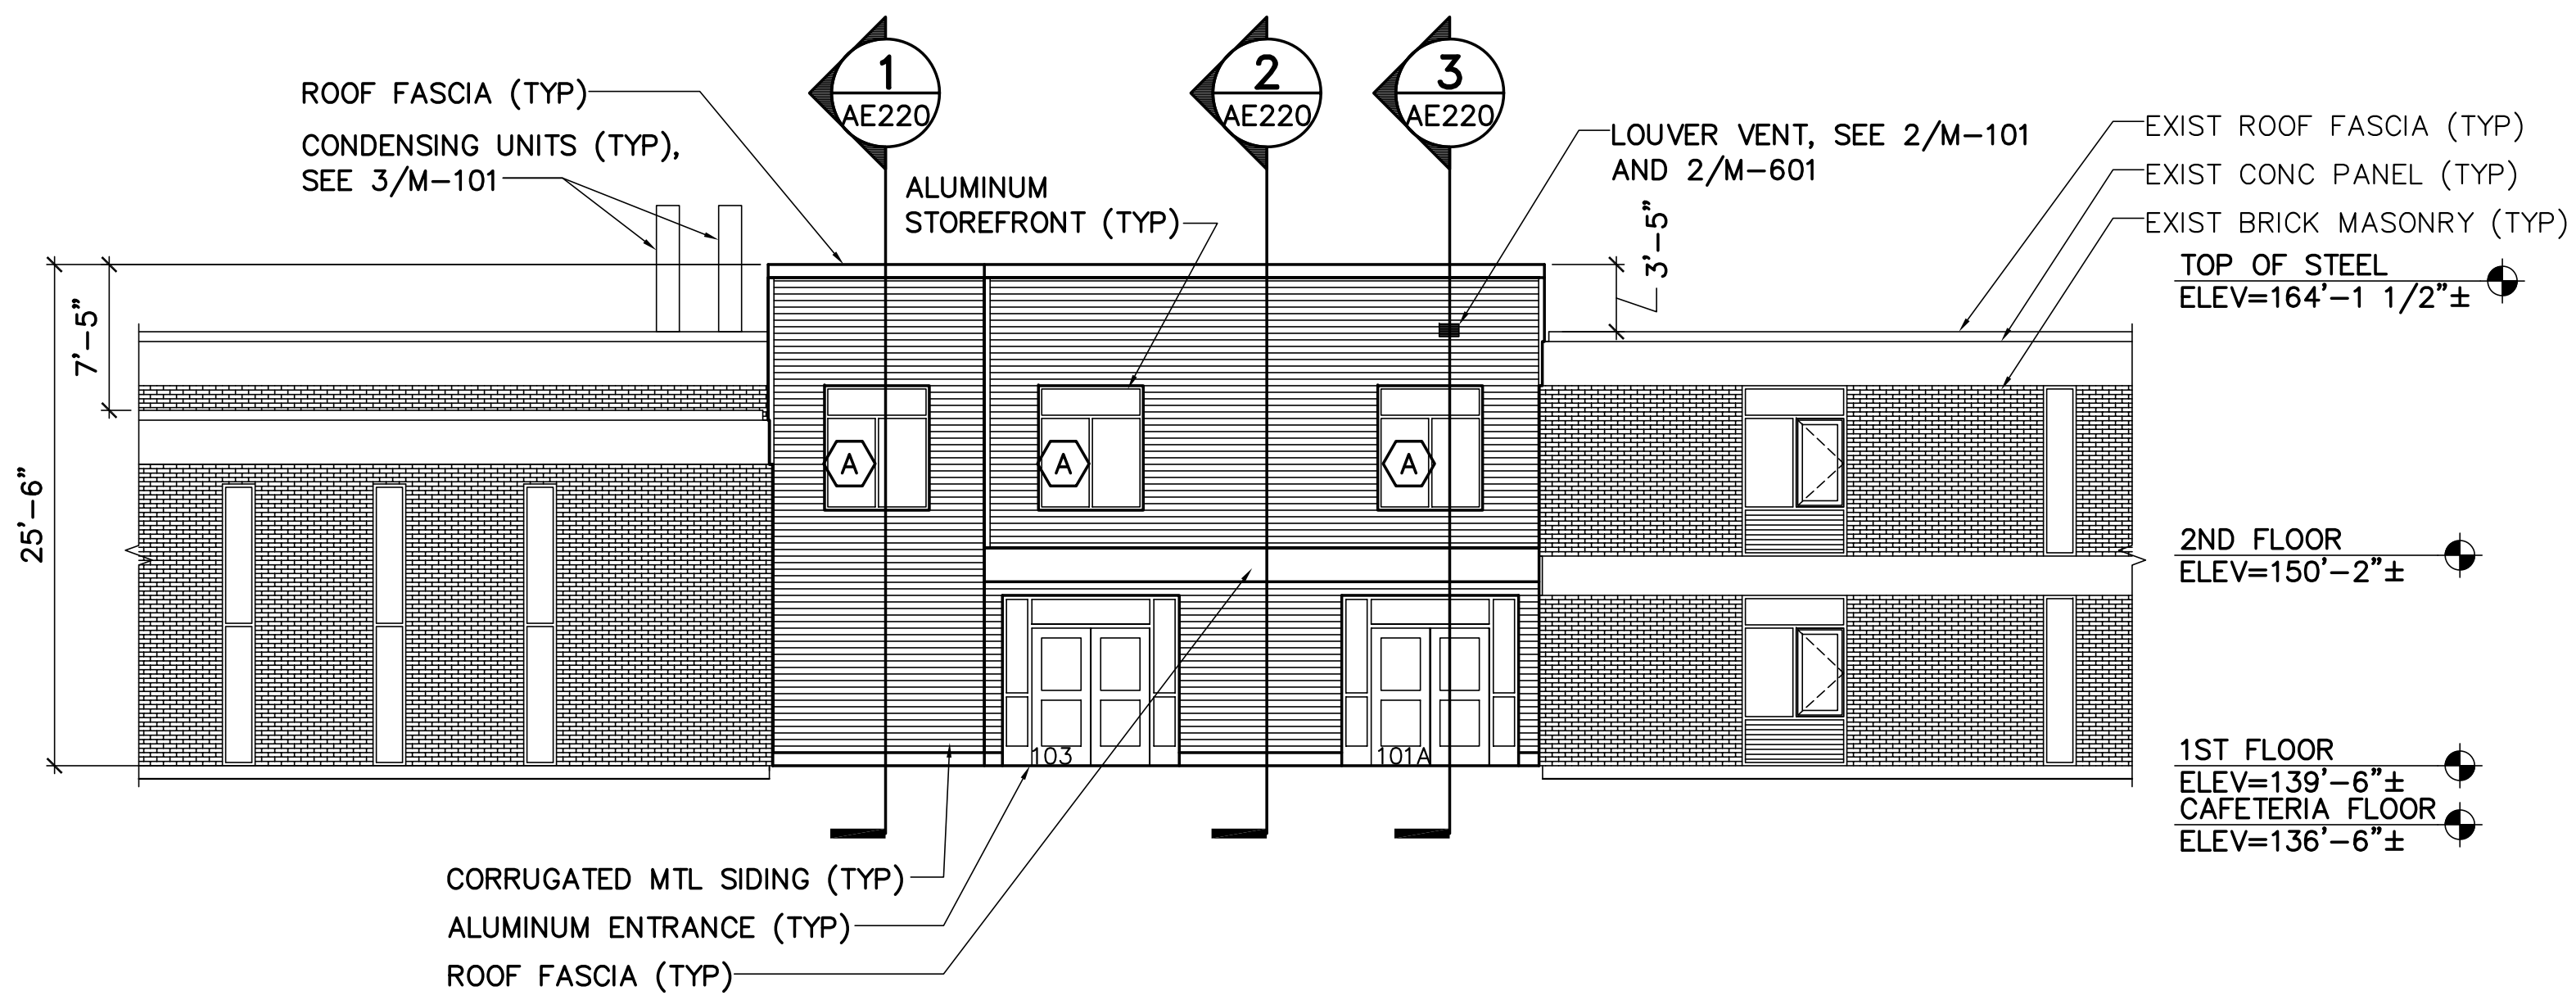 1
AE220
2
AE220
3
AE220
ROOF FASCIA (TYP)
CONDENSING UNITS (TYP),
SEE 3/M-101
ALUMINUM
STOREFRONT (TYP)
LOUVER VENT, SEE 2/M-101
AND 2/M-601
3'-5"
EXIST ROOF FASCIA (TYP)
EXIST CONC PANEL (TYP)
EXIST BRICK MASONRY (TYP)
TOP OF STEEL
ELEV=164'-1 1/2"±
7'-5"
25'-6"
A
A
A
2ND FLOOR
ELEV=150'-2"±
103
101A
1ST FLOOR
ELEV=139'-6"±
CAFETERIA FLOOR
ELEV=136'-6"±
CORRUGATED MTL SIDING (TYP)
ALUMINUM ENTRANCE (TYP)
ROOF FASCIA (TYP)